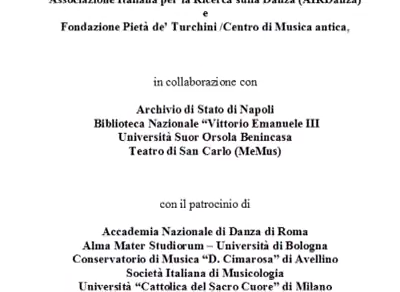 Associazione Italiana per la Ricerca sulla Danza (AIRDanza)
e
Fondazione Pietà de' Turchini /Centro di Musica antica,
in collaborazione con
Archivio di Stato di Napoli
Biblioteca Nazionale “Vittorio Emanuele III
Università Suor Orsola Benincasa
Teatro di San Carlo (MeMus)
con il patrocinio di
Accademia Nazionale di Danza di Roma
Alma Mater Studiorum – Università di Bologna
Conservatorio di Musica “D. Cimarosa” di Avellino
Società Italiana di Musicologia
Università “Cattolica del Sacro Cuore” di Milano